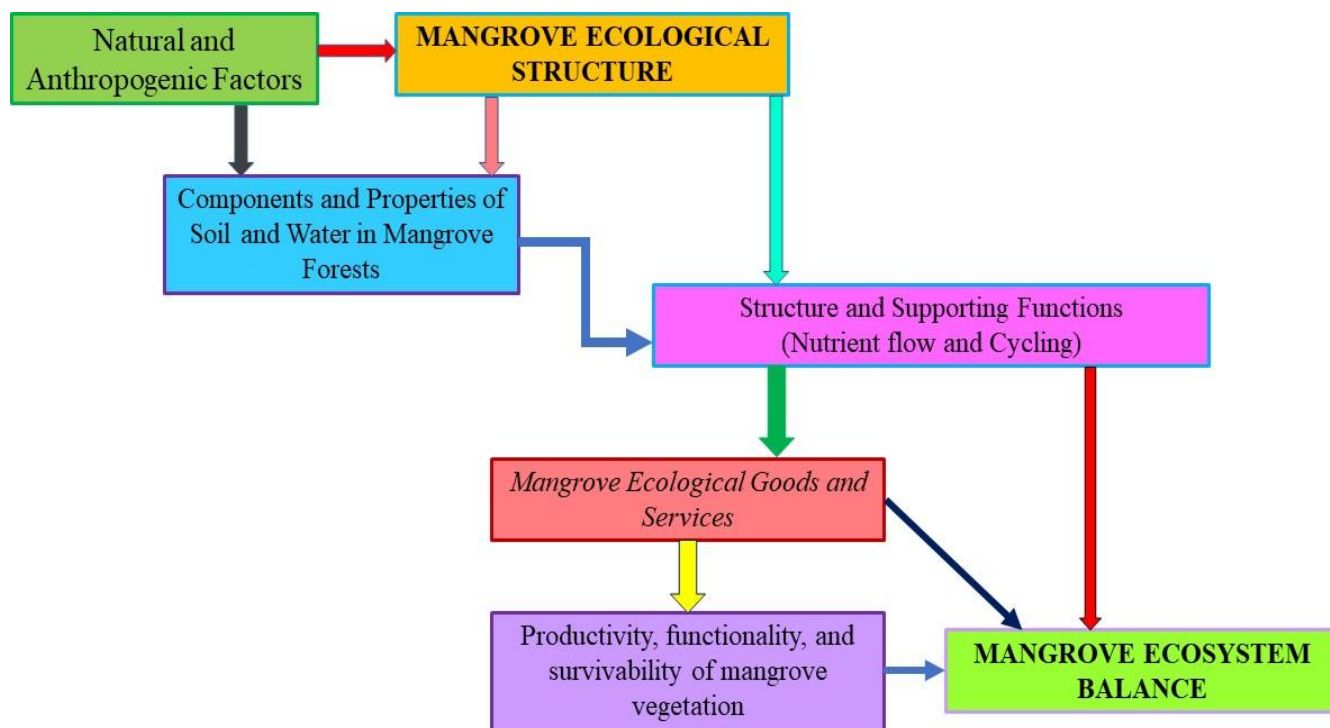 Natural and
Anthropogenic Factors
MANGROVE ECOLOGICAL
STRUCTURE
Components and Properties of
Soil and Water in Mangrove
Forests
Structure and Supporting Functions
(Nutrient flow and Cycling)
Mangrove Ecological Goods and
Services
Productivity, functionality, and
survivability of mangrove
vegetation
MANGROVE ECOSYSTEM
BALANCE